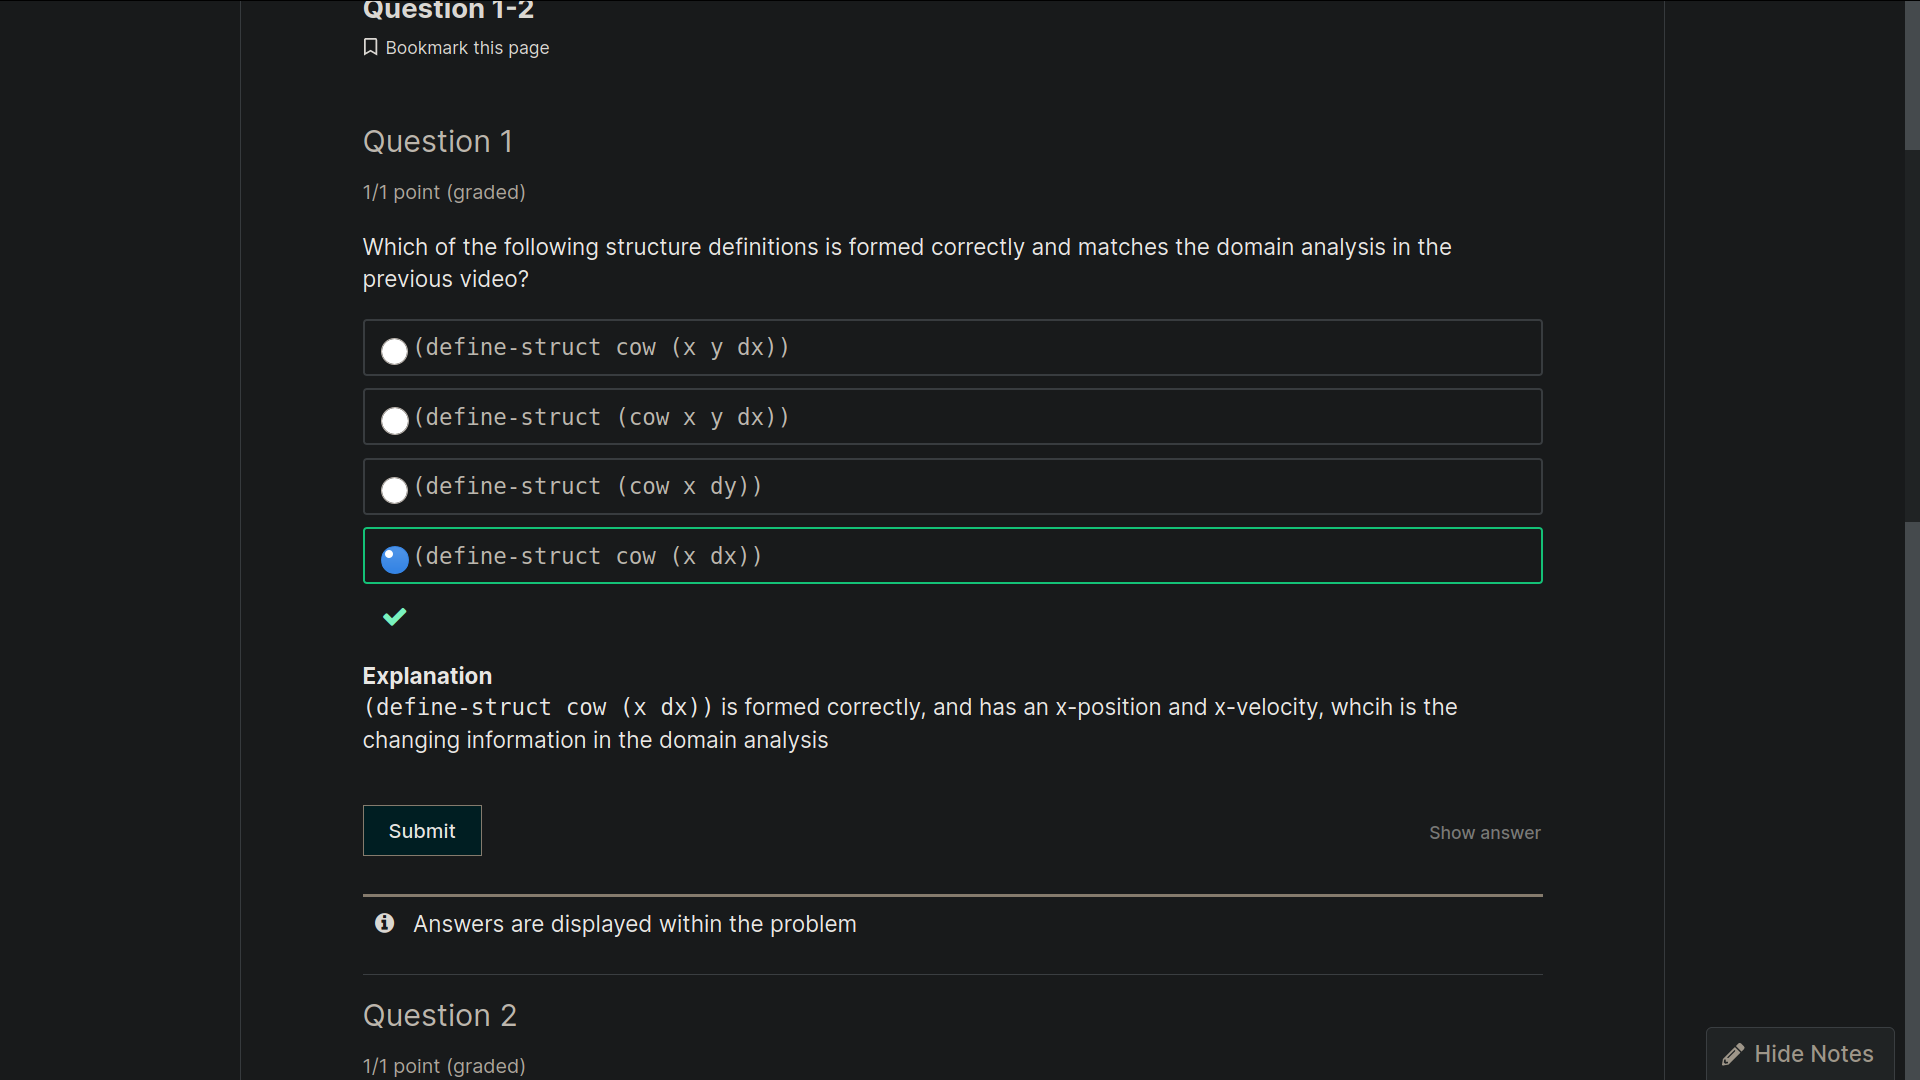 Question 1-2
Bookmark this page
Question 1
1/1 point (graded)
Which of the following structure definitions is formed correctly and matches the domain analysis in the
previous video?
(define-struct cow (x y dx))
(define-struct (cow x y dx))
(define-struct (cow x dy))
(define-struct cow (x dx))
Explanation
(define-struct cow (x dx)) is formed correctly, and has an x-position and x-velocity, whcih is the
changing information in the domain analysis
Submit
Show answer
Answers are displayed within the problem
Question 2
1/1 point (graded)
Hide Notes